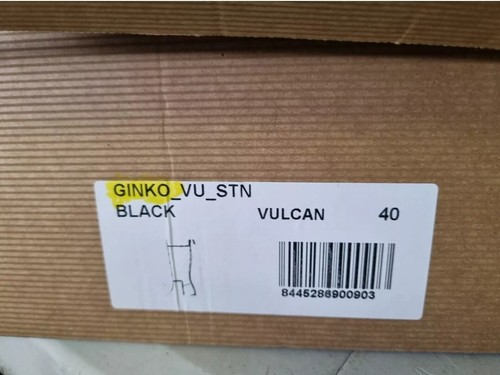 GINKO_VU_STN
BLACK VULCAN 40
8445286900903